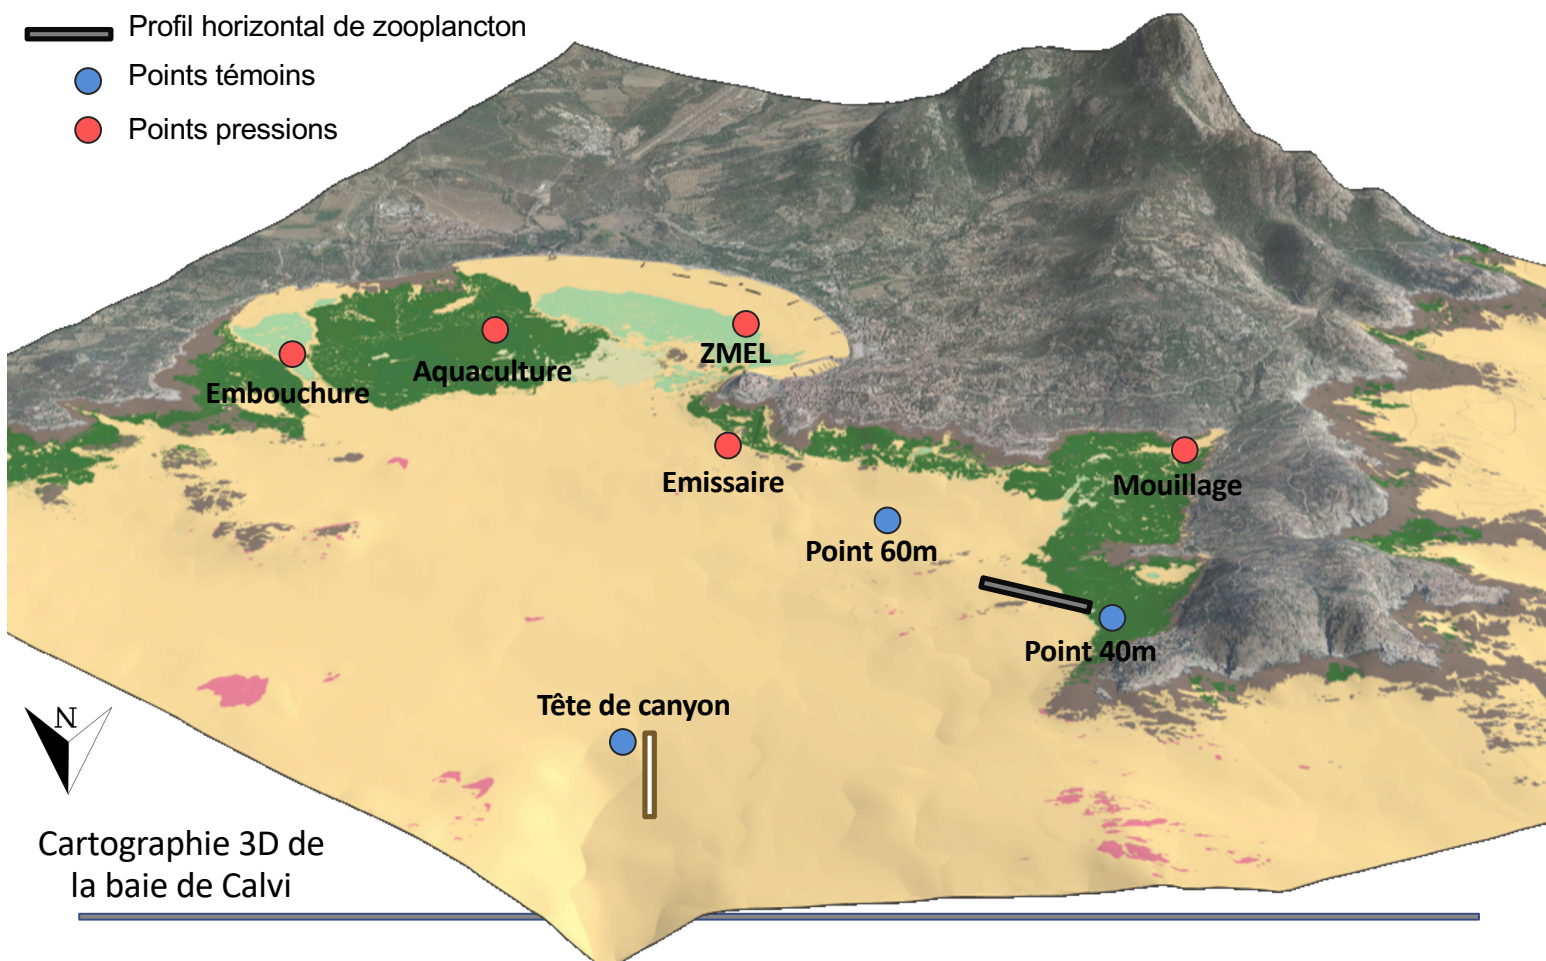 Profil horizontal de zooplancton
Points témoins
Points pressions
ZMEL
Aquaculture
Embouchure
Emissaire
Mouillage
Point 60m
Point 40m
Tête de canyon
N
Cartographie 3D de
la baie de Calvi